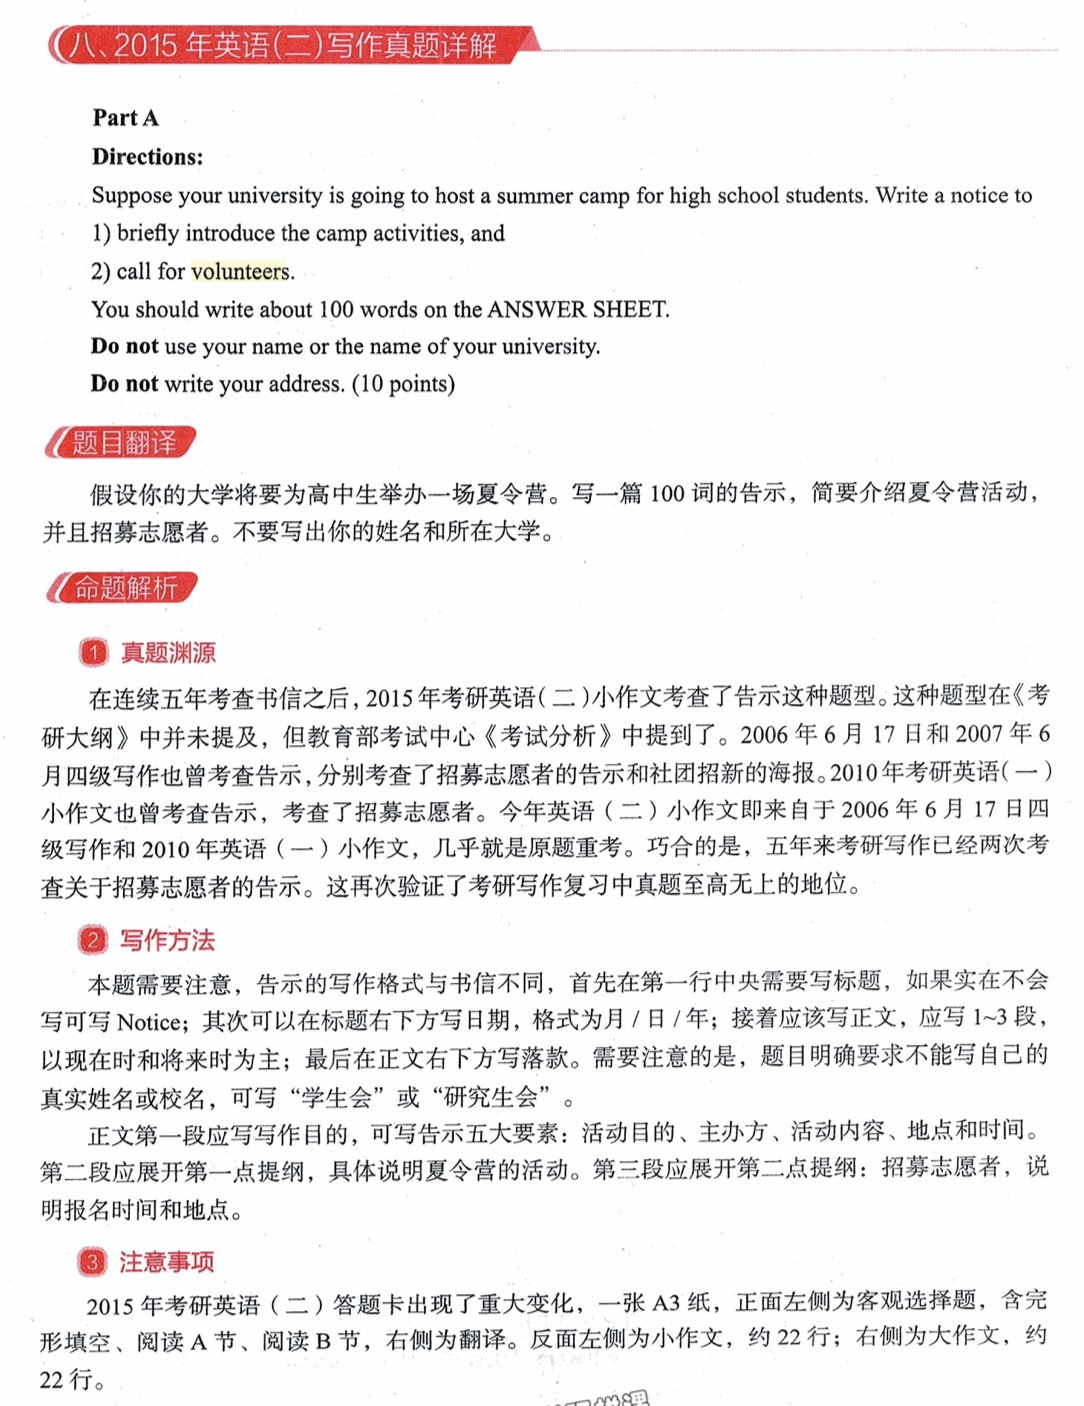 八、2015 年英语(二)写作真题详解
Part A
Directions:
Suppose your university is going to host a summer camp for high school students. Write a notice to
1) briefly introduce the camp activities, and
2) call for volunteers.
You should write about 100 words on the ANSWER SHEET.
Do not use your name or the name of your university.
Do not write your address. (10 points)
题目翻译
假设你的大学将要为高中生举办一场夏令营。写一篇 100 词的告示，简要介绍夏令营活动，
并且招募志愿者。不要写出你的姓名和所在大学。
命题解析
1 真题渊源
在连续五年考查书信之后，2015 年考研英语（二）小作文考查了告示这种题型。这种题型在《考
研大纲》中并未提及，但教育部考试中心《考试分析》中提到了。2006 年 6 月 17 日和 2007 年 6
月四级写作也曾考查告示，分别考查了招募志愿者的告示和社团招新的海报。2010 年考研英语（一）
小作文也曾考查告示，考查了招募志愿者。今年英语（二）小作文即来自于 2006 年 6 月 17 日四
级写作和 2010 年英语（一）小作文，几乎就是原题重考。巧合的是，五年来考研写作已经两次考
查关于招募志愿者的告示。这再次验证了考研写作复习中真题至高无上的地位。
2 写作方法
本题需要注意，告示的写作格式与书信不同，首先在第一行中央需要写标题，如果实在不会
写可写 Notice；其次可以在标题右下方写日期，格式为月 / 日 / 年；接着应该写正文，应写 1~3 段，
以现在时和将来时为主；最后在正文右下方写落款。需要注意的是，题目明确要求不能写自己的
真实姓名或校名，可写“学生会”或“研究生会”。
正文第一段应写写作目的，可写告示五大要素：活动目的、主办方、活动内容、地点和时间。
第二段应展开第一点提纲，具体说明夏令营的活动。第三段应展开第二点提纲：招募志愿者，说
明报名时间和地点。
3 注意事项
2015 年考研英语（二）答题卡出现了重大变化，一张 A3 纸，正面左侧为客观选择题，含完
形填空、阅读 A 节、阅读 B 节，右侧为翻译。反面左侧为小作文，约 22 行；右侧为大作文，约
22 行。